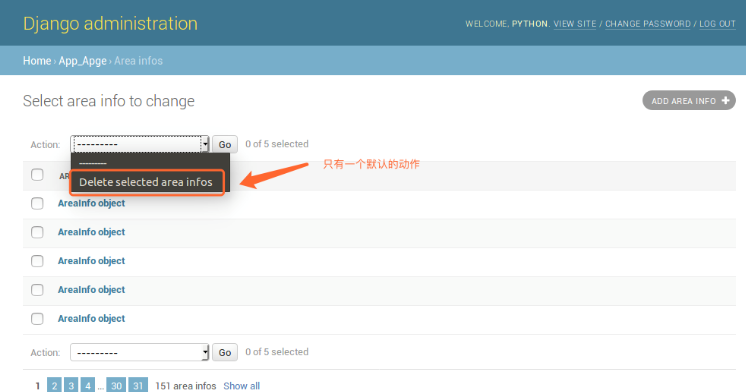 Django administration
WELCOME, PYTHON. VIEW SITE / CHANGE PASSWORD / LOG OUT
Home › App_Apge › Area infos
Select area info to change
ADD AREA INFO +
Action: --------- Go 0 of 5 selected
---------
Delete selected area infos
只有一个默认的动作
AreaInfo object
AreaInfo object
AreaInfo object
AreaInfo object
AreaInfo object
Action: --------- Go 0 of 5 selected
1 2 3 4 ... 30 31 151 area infos Show all